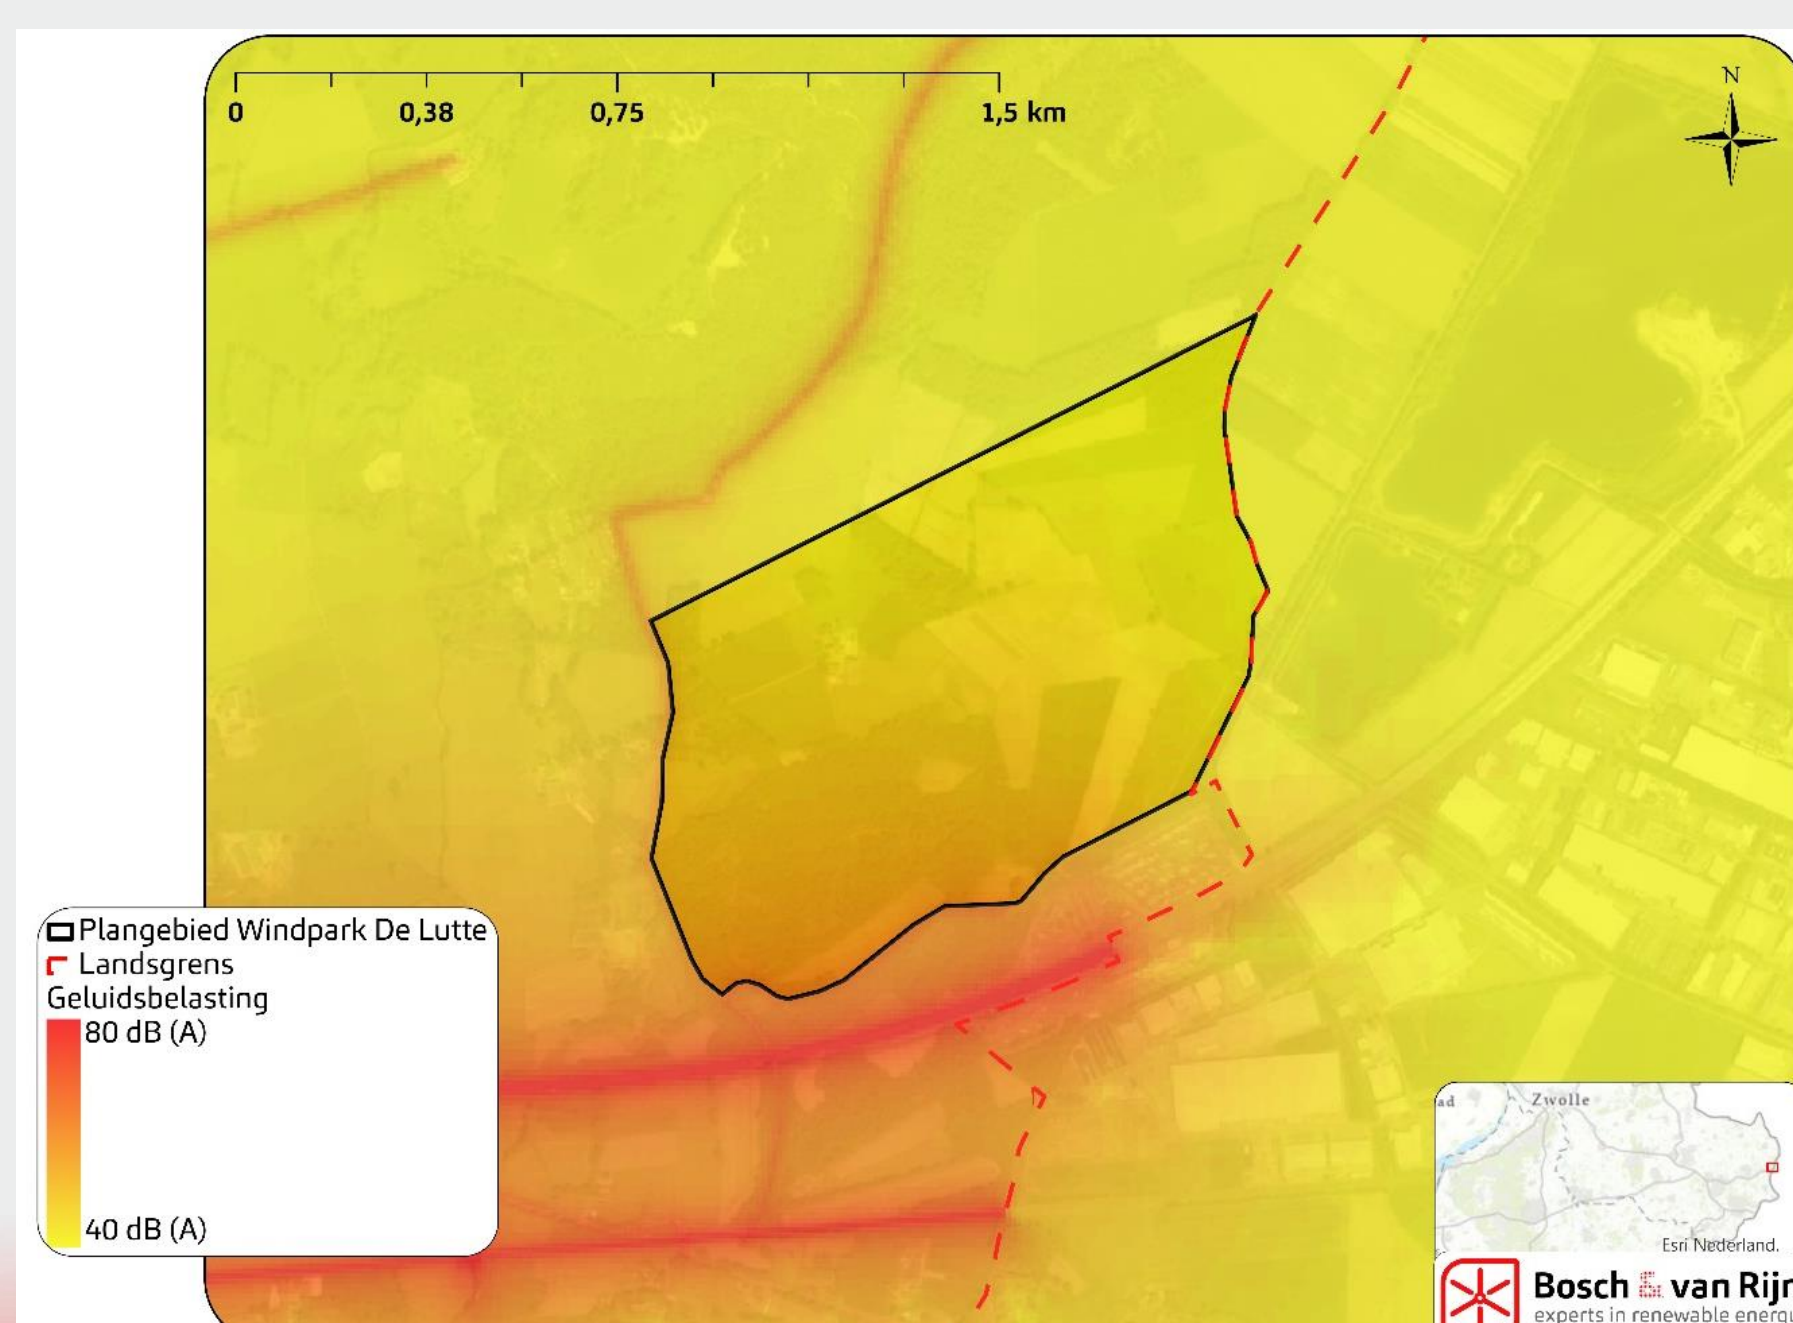 N
0 0,38 0,75 1,5 km
Plangebied Windpark De Lutte
Landsgrens
Geluidsbelasting
80 dB (A)
40 dB (A)
ad Zwolle
Esri Nederland.
Bosch & van Rijn
experts in renewable energy